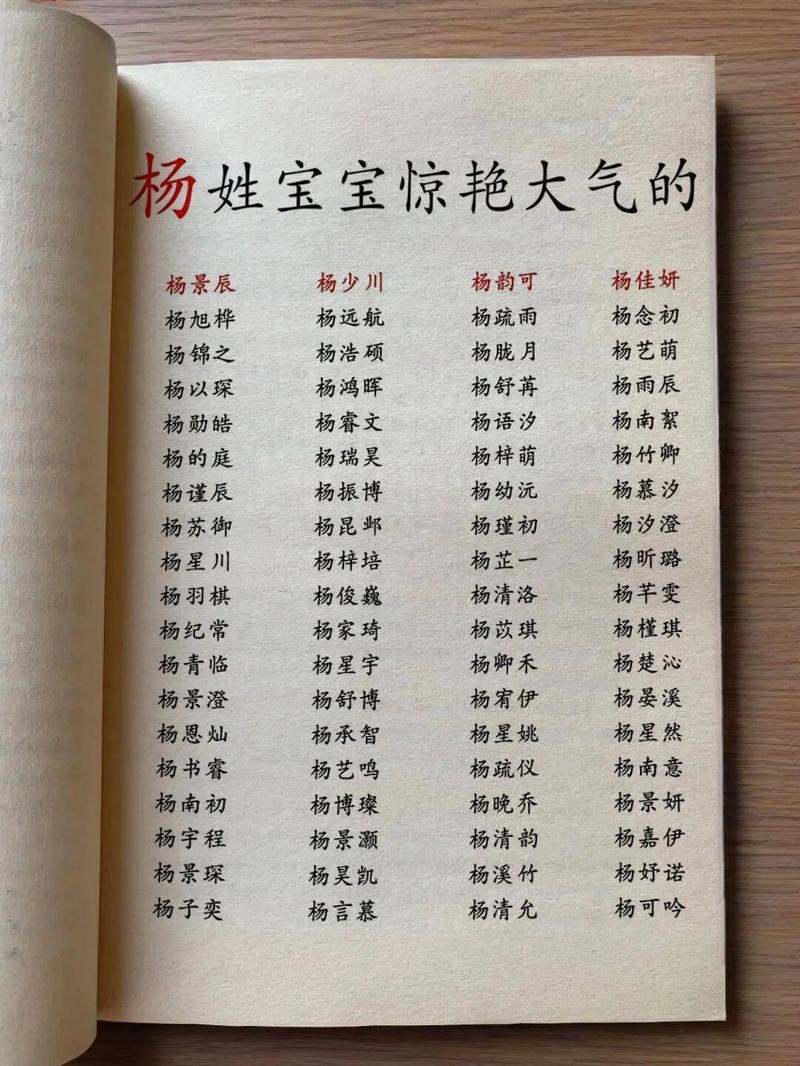 杨姓宝宝惊艳大气的
杨景辰 杨少川 杨韵可 杨佳妍
杨旭桦 杨远航 杨疏雨 杨念初
杨锦之 杨浩硕 杨胧月 杨艺萌
杨以琛 杨鸿晖 杨舒苒 杨雨辰
杨勋皓 杨睿文 杨语汐 杨南絮
杨的庭 杨瑞昊 杨梓萌 杨竹卿
杨谨辰 杨振博 杨幼沅 杨慕汐
杨苏御 杨昆邺 杨瑾初 杨汐澄
杨星川 杨梓培 杨芷一 杨昕璐
杨羽棋 杨俊巍 杨清洛 杨芊雯
杨纪常 杨家琦 杨苡琪 杨槿琪
杨青临 杨星宇 杨卿禾 杨楚沁
杨景澄 杨舒博 杨宥伊 杨晏溪
杨恩灿 杨承智 杨星姚 杨星然
杨书睿 杨艺鸣 杨疏仪 杨南意
杨南初 杨博璨 杨晚乔 杨景妍
杨宇程 杨景灏 杨清韵 杨嘉伊
杨景琛 杨昊凯 杨溪竹 杨妤诺
杨子奕 杨言慕 杨清允 杨可吟